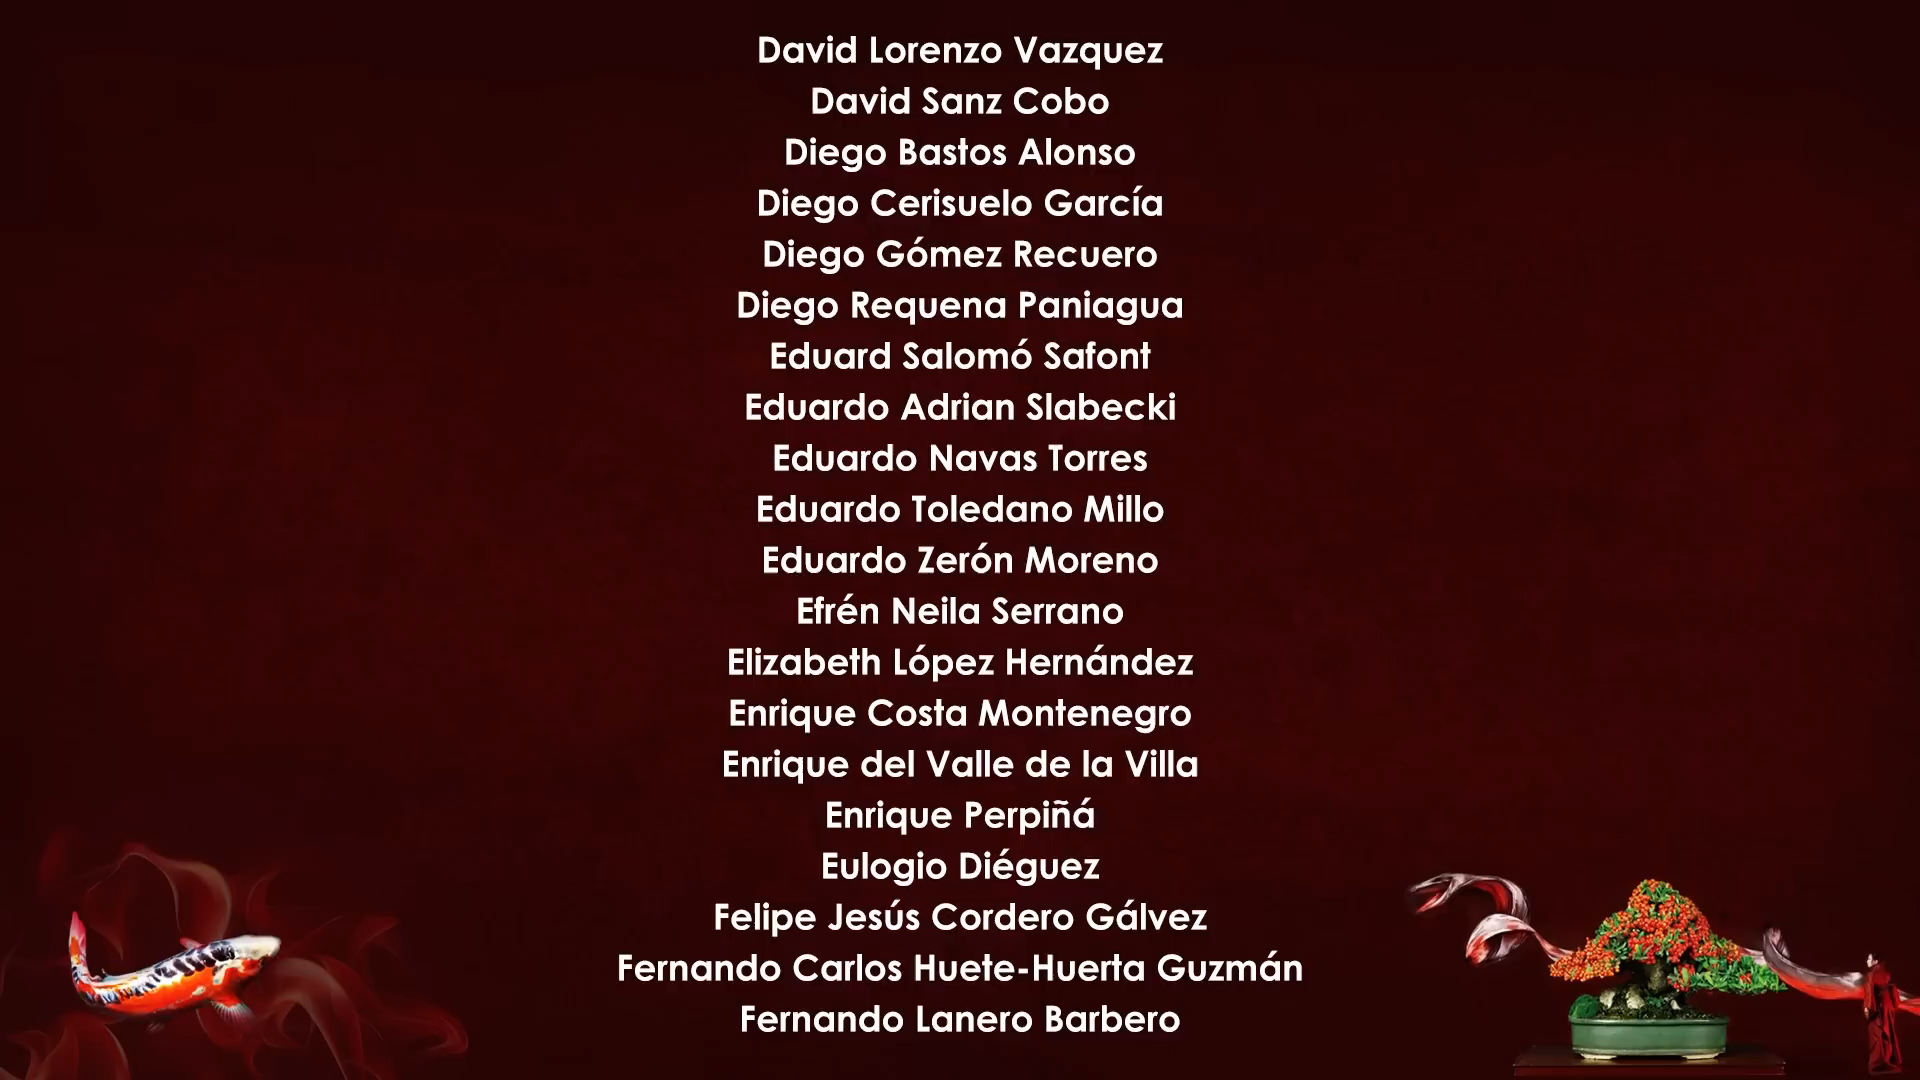 David Lorenzo Vazquez
David Sanz Cobo
Diego Bastos Alonso
Diego Cerisuelo García
Diego Gómez Recuero
Diego Requena Paniagua
Eduard Salomó Safont
Eduardo Adrian Slabecki
Eduardo Navas Torres
Eduardo Toledano Millo
Eduardo Zerón Moreno
Efrén Neila Serrano
Elizabeth López Hernández
Enrique Costa Montenegro
Enrique del Valle de la Villa
Enrique Perpiñá
Eulogio Diéguez
Felipe Jesús Cordero Gálvez
Fernando Carlos Huete-Huerta Guzmán
Fernando Lanero Barbero